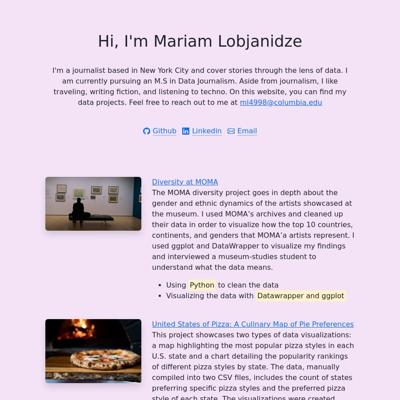 Hi, I'm Mariam Lobjanidze
I'm a journalist based in New York City and cover stories through the lens of data. I
am currently pursuing an M.S in Data Journalism. Aside from journalism, I like
traveling, writing fiction, and listening to techno. On this website, you can find my
data projects. Feel free to reach out to me at ml4998@columbia.edu
Github Linkedin Email
Diversity at MOMA
The MOMA diversity project goes in depth about the
gender and ethnic dynamics of the artists showcased at
the museum. I used MOMA's archives and cleaned up
their data in order to visualize how the top 10 countries,
continents, and genders that MOMA'a artists represent. I
used ggplot and DataWrapper to visualize my findings
and interviewed a museum-studies student to
understand what the data means.
• Using Python to clean the data
• Visualizing the data with Datawrapper and ggplot
United States of Pizza: A Culinary Map of Pie Preferences
This project showcases two types of data visualizations:
a map highlighting the most popular pizza styles in each
U.S. state and a chart detailing the popularity rankings
of different pizza styles by state. The data, manually
compiled into two CSV files, includes the count of states
preferring specific pizza styles and the preferred pizza
style of each state. The visualizations were created